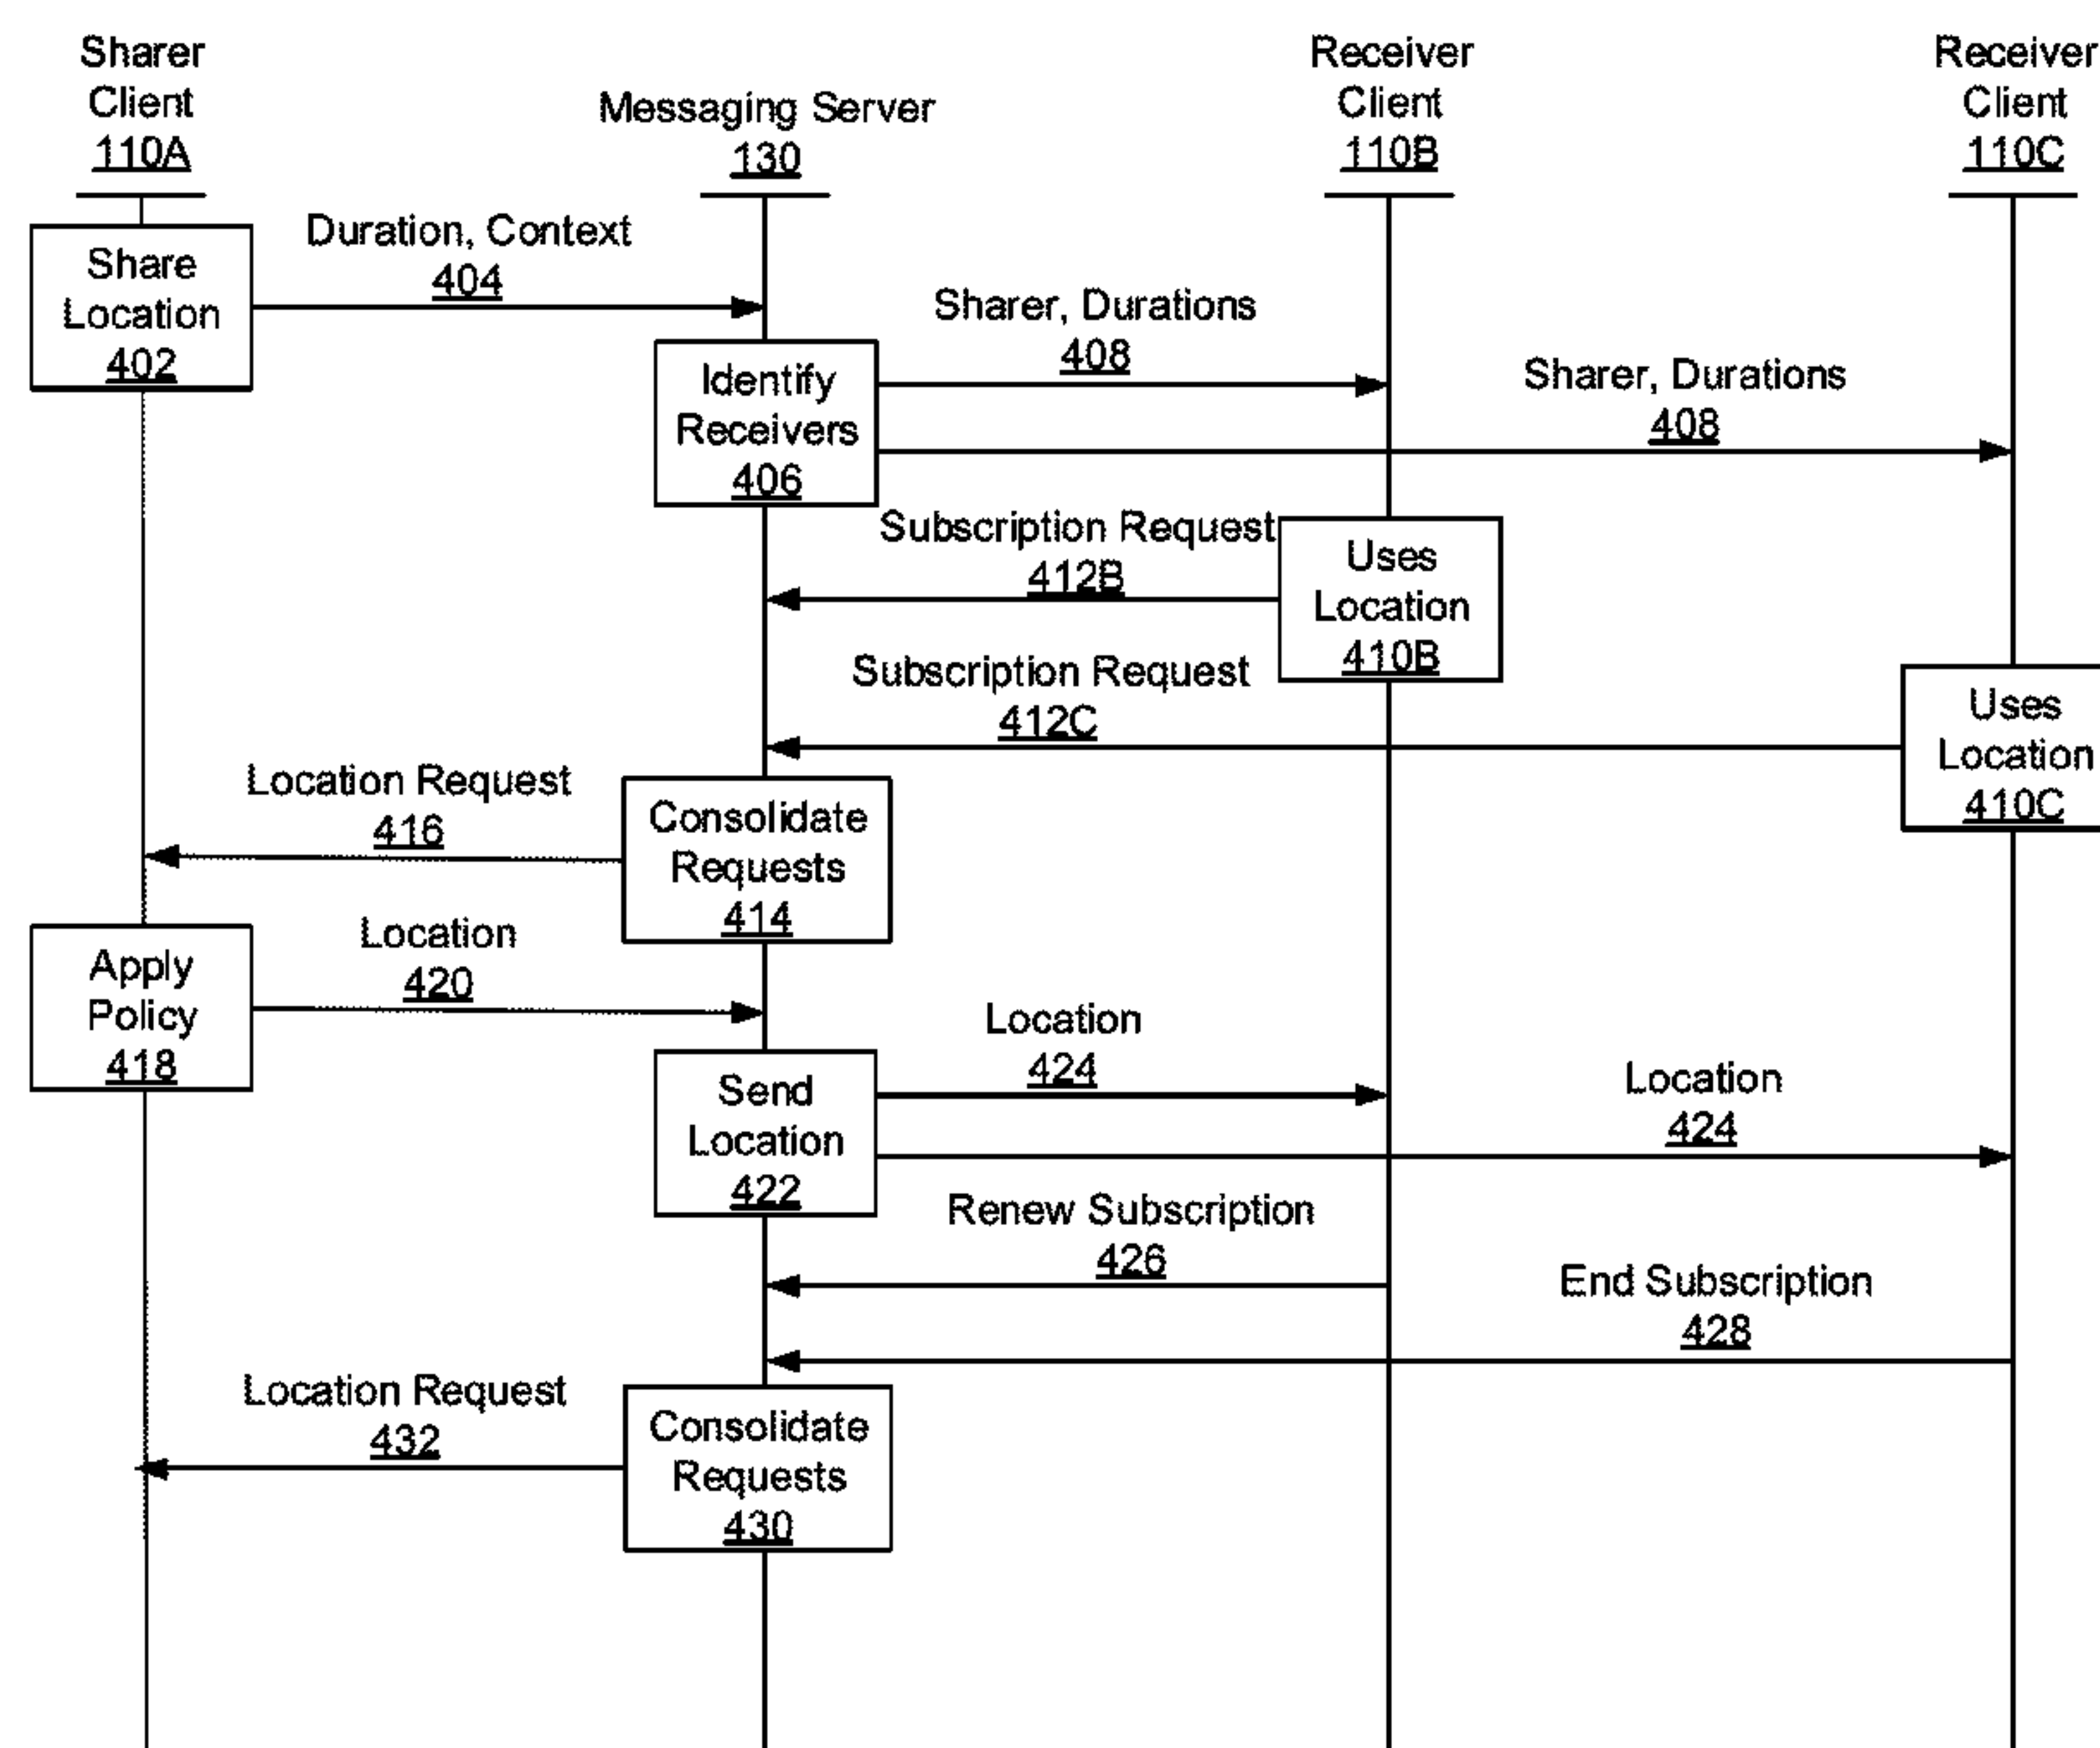 Sharer
Client
110A
Messaging Server
130
Receiver
Client
110B
Receiver
Client
110C
Share
Location
402
Duration, Context
404
Identify
Receivers
406
Sharer, Durations
408
Sharer, Durations
408
Subscription Request
412B
Uses
Location
410B
Subscription Request
412C
Uses
Location
410C
Location Request
416
Consolidate
Requests
414
Apply
Policy
418
Location
420
Send
Location
422
Location
424
Location
424
Renew Subscription
426
End Subscription
428
Location Request
432
Consolidate
Requests
430